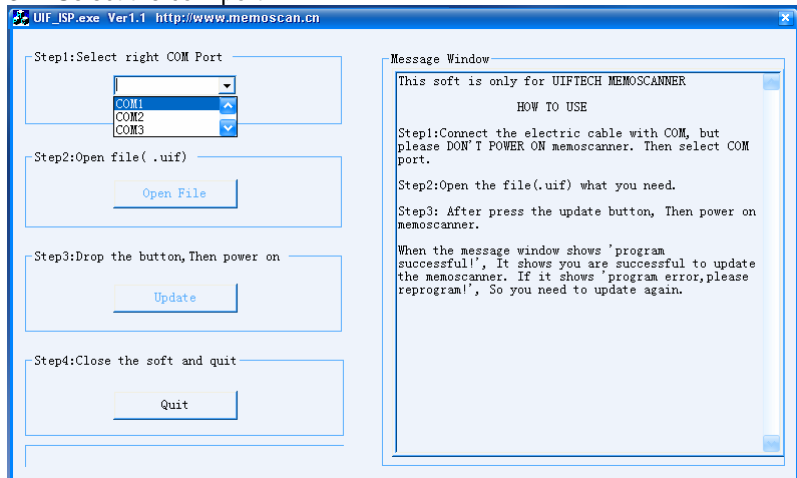 UIF_ISP.exe Ver1.1 http://www.memoscan.cn
Step1:Select right COM Port
COM1
COM2
COM3
Step2:Open file( .uif)
Open File
Step3:Drop the button,Then power on
Update
Step4:Close the soft and quit
Quit
Message Window
This soft is only for UIFTECH MEMOSCANNER
HOW TO USE
Step1:Connect the electric cable with COM, but
please DON'T POWER ON memoscanner. Then select COM
port.
Step2:Open the file(.uif) what you need.
Step3: After press the update button, Then power on
memoscanner.
When the message window shows 'program
successful!', It shows you are successful to update
the memoscanner. If it shows 'program error,please
reprogram!', So you need to update again.